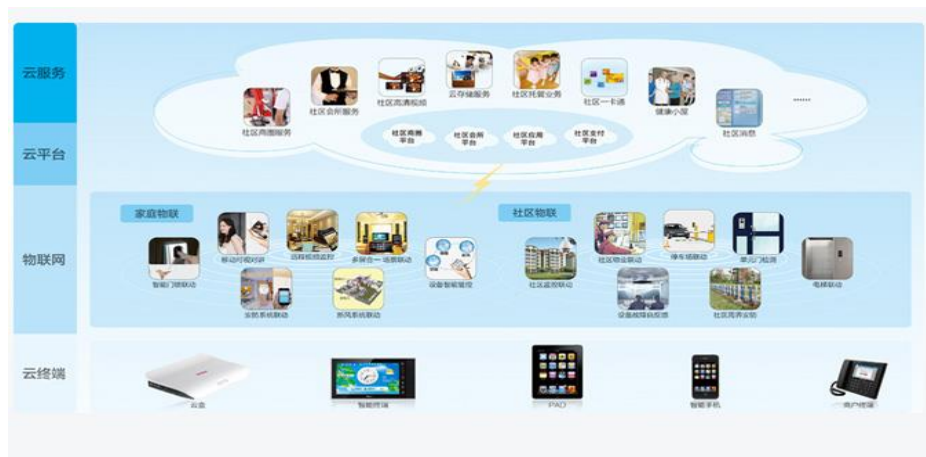 云服务
社区商圈服务
社区会所服务
社区高清视频
云存储服务
社区托管业务
社区一卡通
健康小屋
社区消息
......
云平台
社区商圈平台
社区会所平台
社区应用平台
社区支付平台
物联网
家庭物联
智能门锁联动
移动可视对讲
远程视频监控
多屏合一 场景联动
设备智能管控
安防系统联动
新风系统联动
社区物联
社区监控联动
社区物业联动
停车场联动
单元门检测
电梯联动
设备故障自反馈
社区周界安防
云终端
云盒
智能终端
PAD
智能手机
商户终端